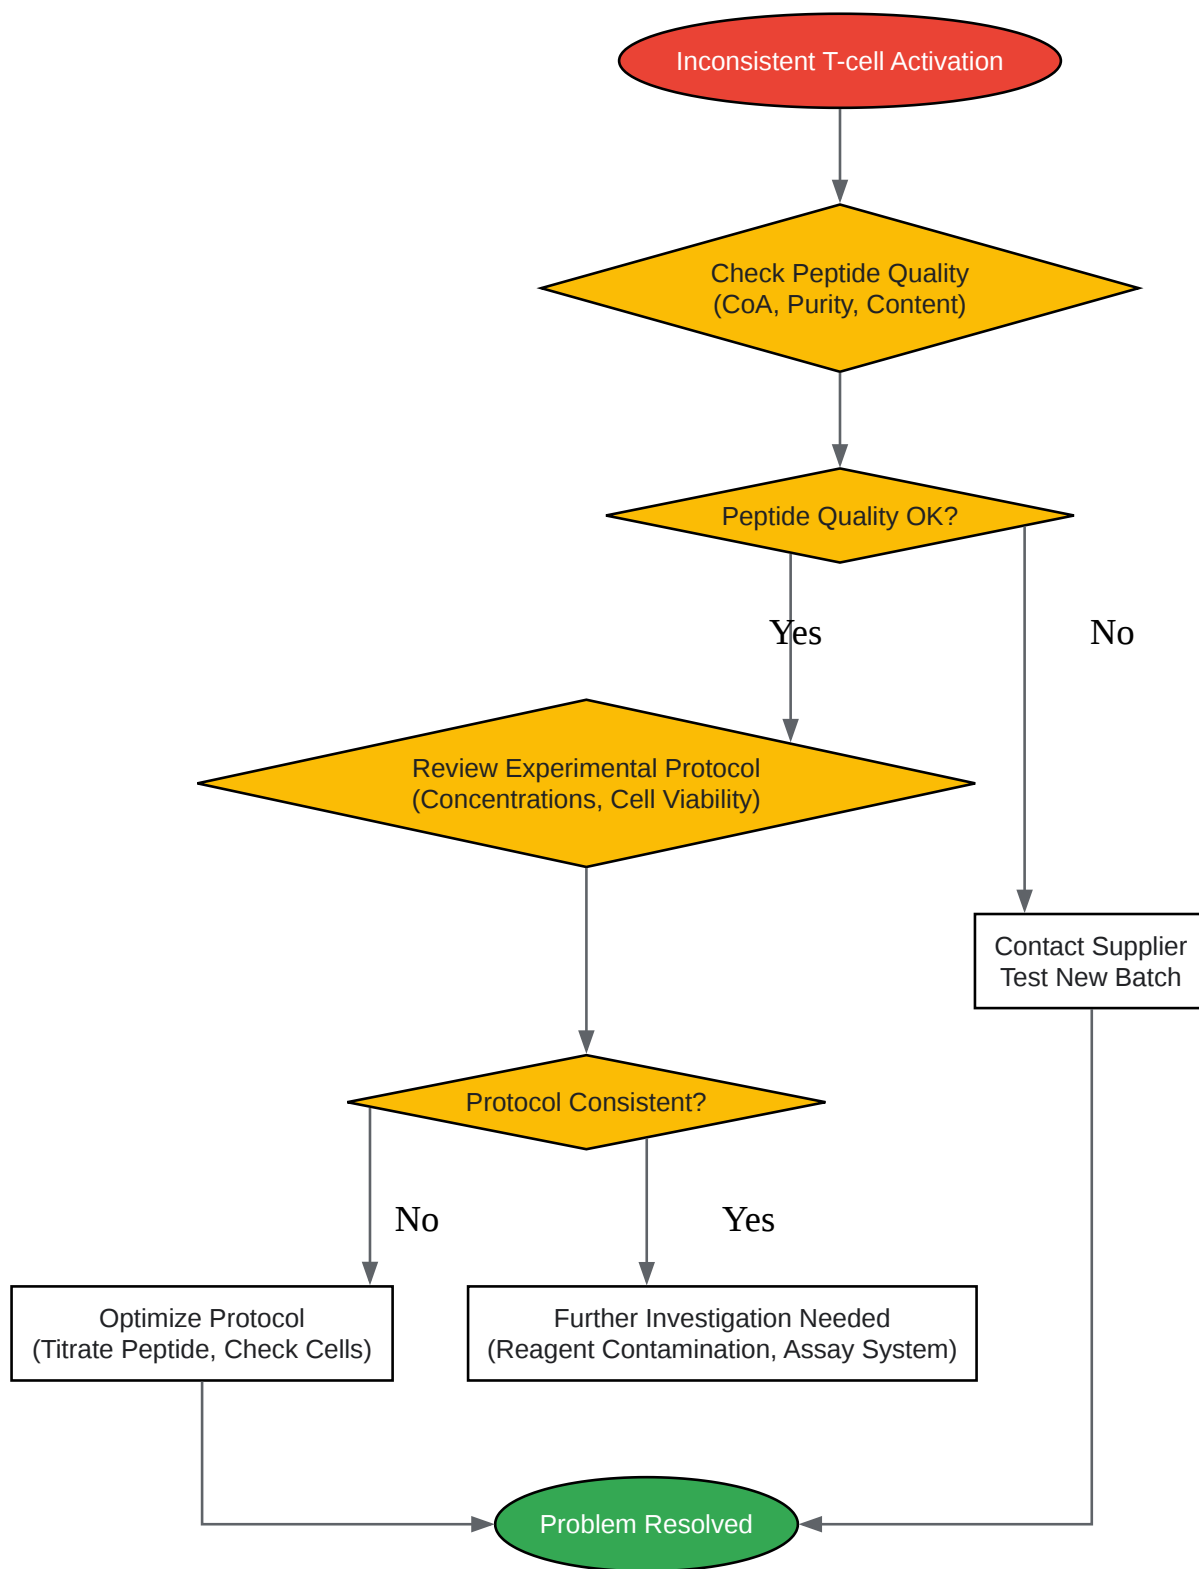 Inconsistent T-cell Activation
Check Peptide Quality
(CoA, Purity, Content)
Peptide Quality OK?
Yes
No
Review Experimental Protocol
(Concentrations, Cell Viability)
Contact Supplier
Test New Batch
Protocol Consistent?
No
Yes
Optimize Protocol
(Titrate Peptide, Check Cells)
Further Investigation Needed
(Reagent Contamination, Assay System)
Problem Resolved